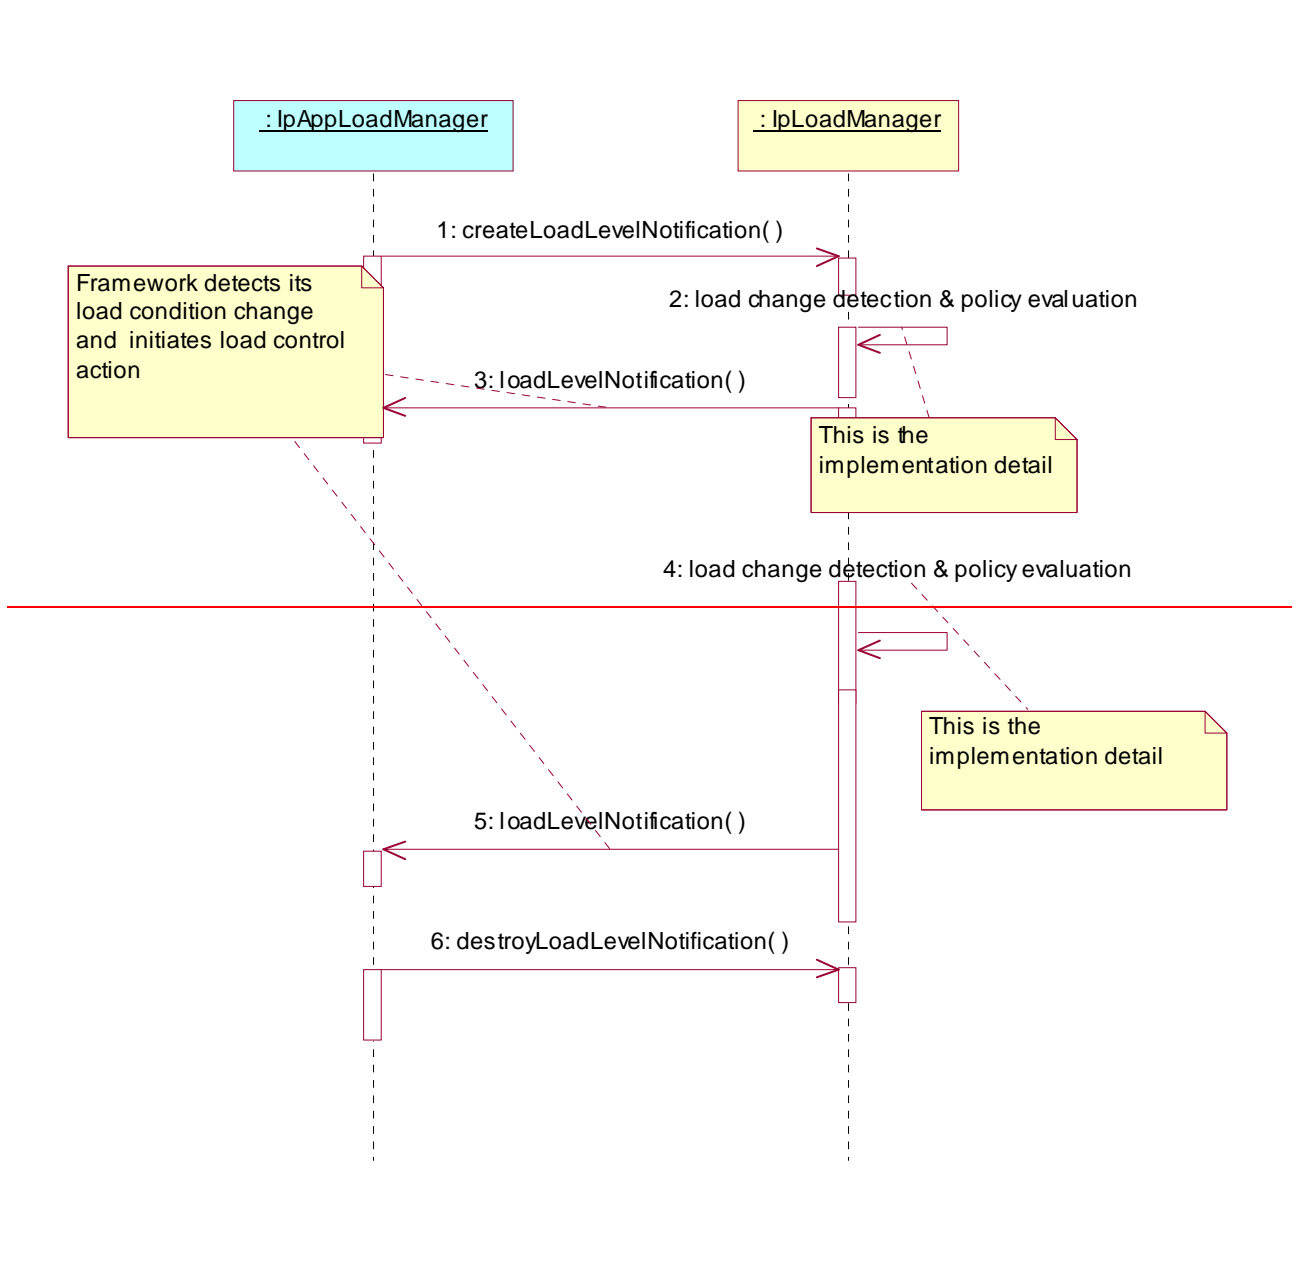 : IpAppLoadManager
: IpLoadManager
1: createLoadLevelNotification( )
Framework detects its
load condition change
and initiates load control
action
2: load change detection & policy evaluation
3: loadLevelNotification( )
This is the
implementation detail
4: load change detection & policy evaluation
This is the
implementation detail
5: loadLevelNotification( )
6: destroyLoadLevelNotification( )